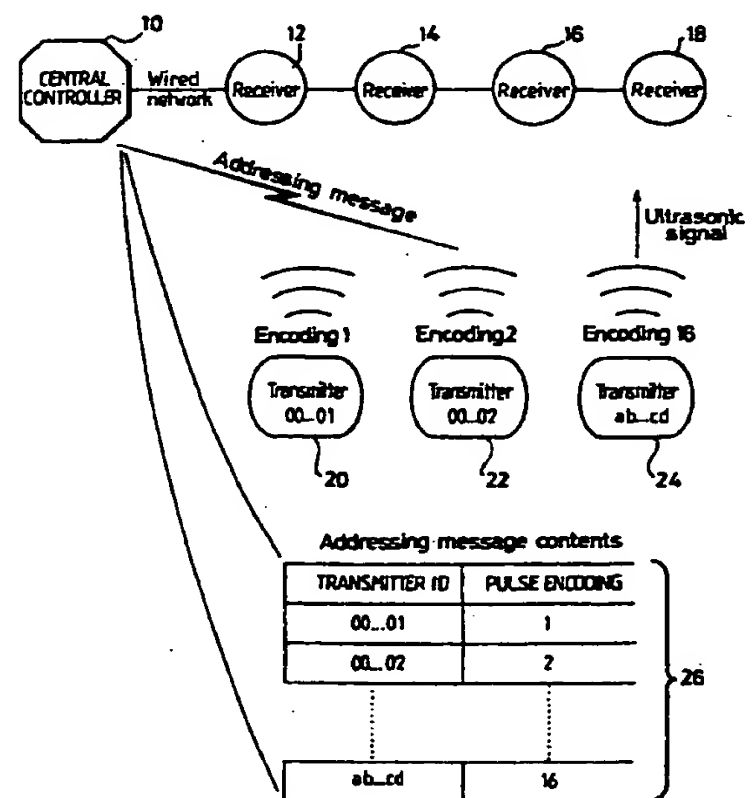 10
12
14
16
18
CENTRAL
CONTROLLER
Wired
network
Receiver
Receiver
Receiver
Receiver
Addressing message
Ultrasonic
signal
Encoding 1
Encoding2
Encoding 16
Transmitter
00...01
Transmitter
00...02
Transmitter
ab...cd
20
22
24
Addressing message contents
TRANSMITTER ID
PULSE ENCODING
00...01
1
00...02
2
26
ab...cd
16